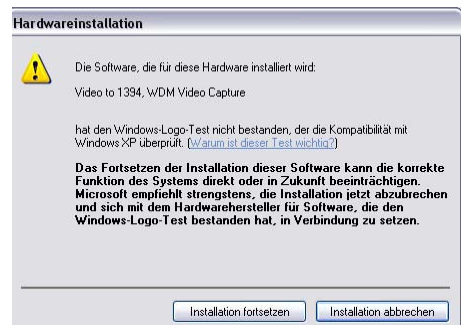 Hardwareinstallation
Die Software, die für diese Hardware installiert wird:
Video to 1394, WDM Video Capture
hat den Windows-Logo-Test nicht bestanden, der die Kompatibilität mit
Windows XP überprüft. (Warum ist dieser Test wichtig?)
Das Fortsetzen der Installation dieser Software kann die korrekte
Funktion des Systems direkt oder in Zukunft beeinträchtigen.
Microsoft empfiehlt strengstens, die Installation jetzt abzubrechen
und sich mit dem Hardwarehersteller für Software, die den
Windows-Logo-Test bestanden hat, in Verbindung zu setzen.
Installation fortsetzen
Installation abbrechen